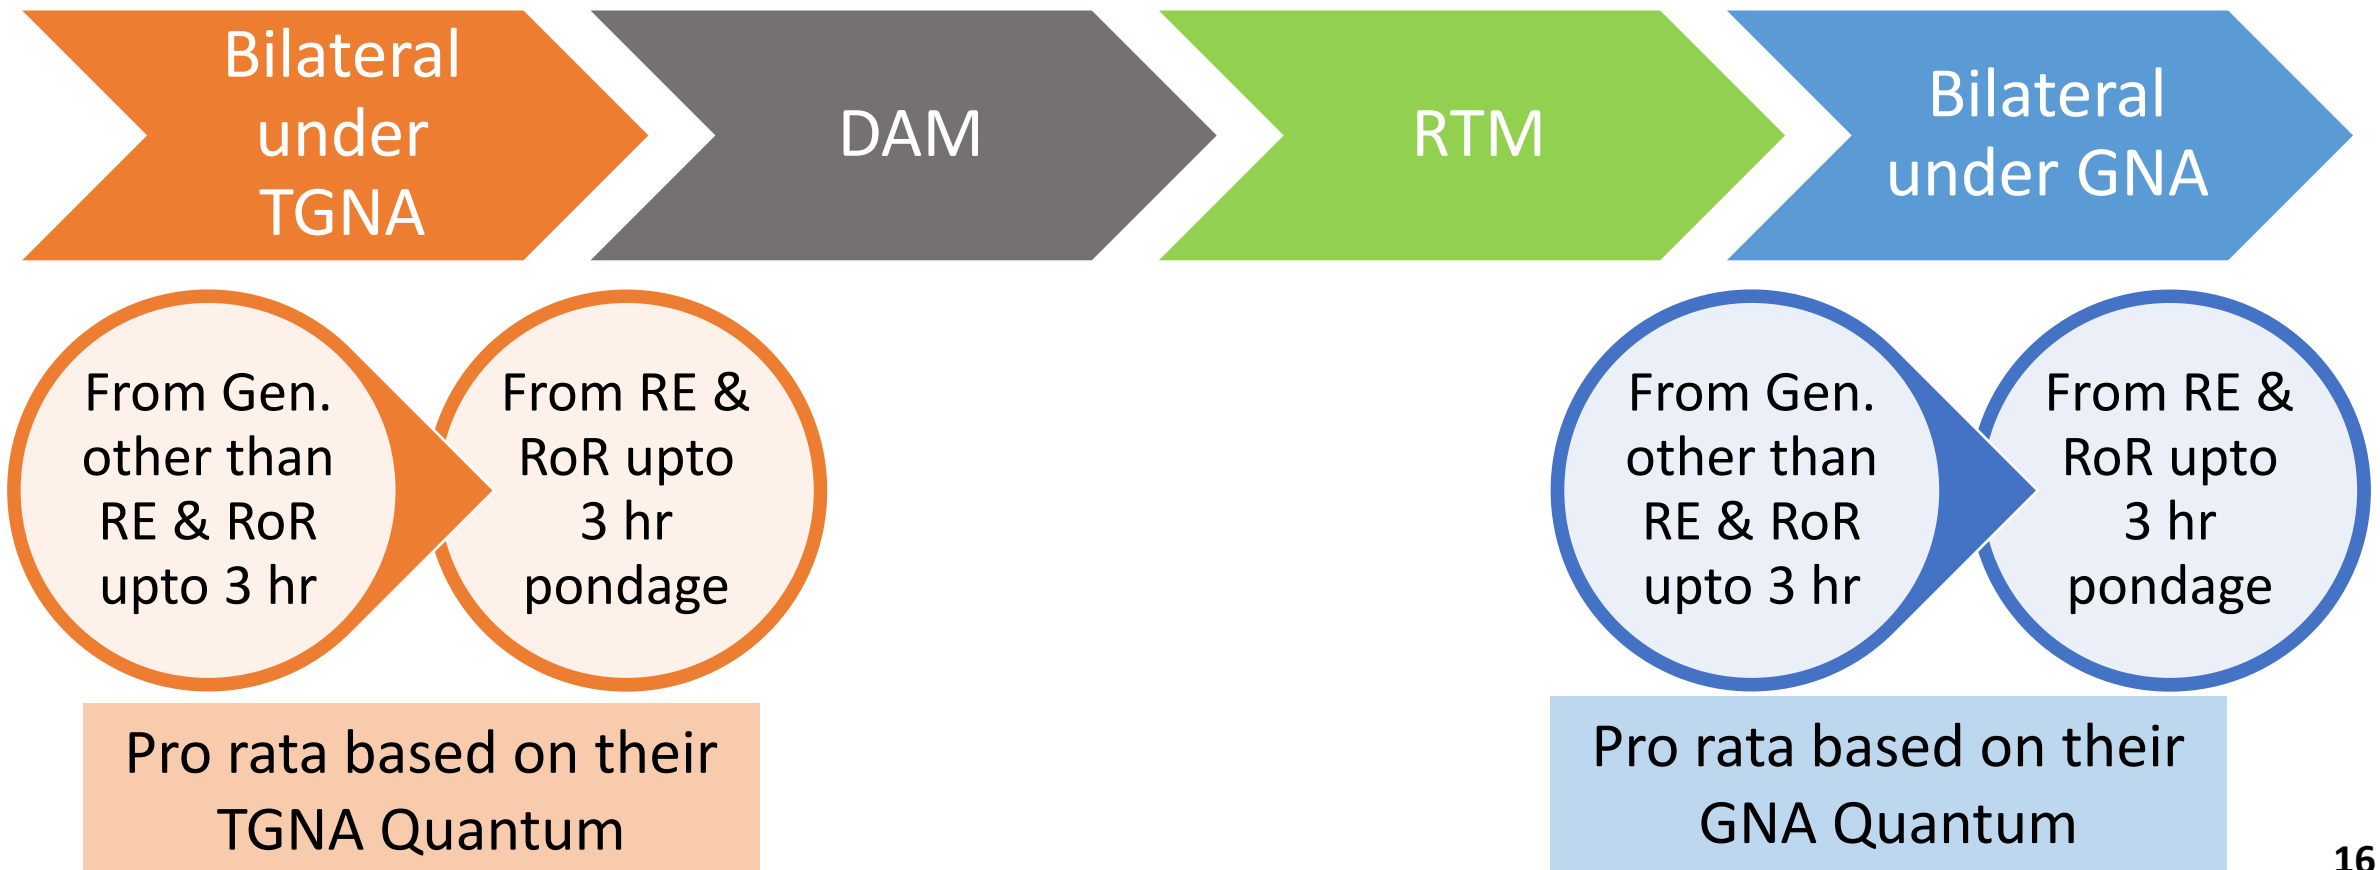 Bilateral
under
TGNA
DAM
RTM
Bilateral
under GNA
From Gen.
other than
RE & RoR
upto 3 hr
From RE &
RoR upto
3 hr
pondage
From Gen.
other than
RE & RoR
upto 3 hr
From RE &
RoR upto
3 hr
pondage
Pro rata based on their
TGNA Quantum
Pro rata based on their
GNA Quantum
16